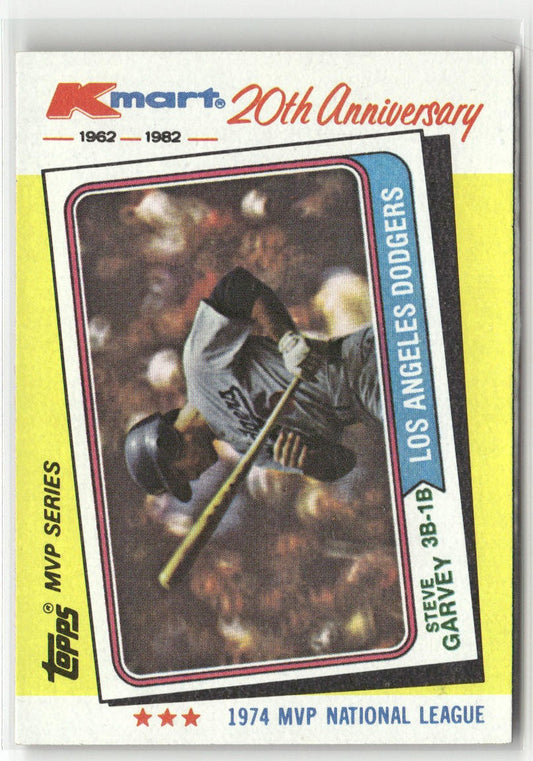 Kmart® 20th Anniversary
1962 1982
Topps® MVP SERIES
STEVE
GARVEY 3B-1B
LOS ANGELES DODGERS
1974 MVP NATIONAL LEAGUE